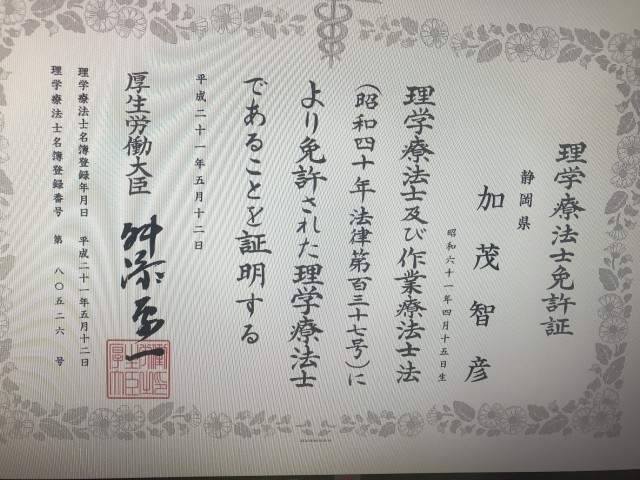 理学療法士免許証
静岡県
加茂智彦
昭和六十一年四月十五日生
理学療法士及び作業療法士法
(昭和四十年法律第百三十七号)に
より免許された理学療法士
であることを証明する
平成二十一年五月十二日
厚生労働大臣 舛添要一
理学療法士名簿登録年月日 平成二十一年五月十二日
理学療法士名簿登録番号 第 八〇五二六 号